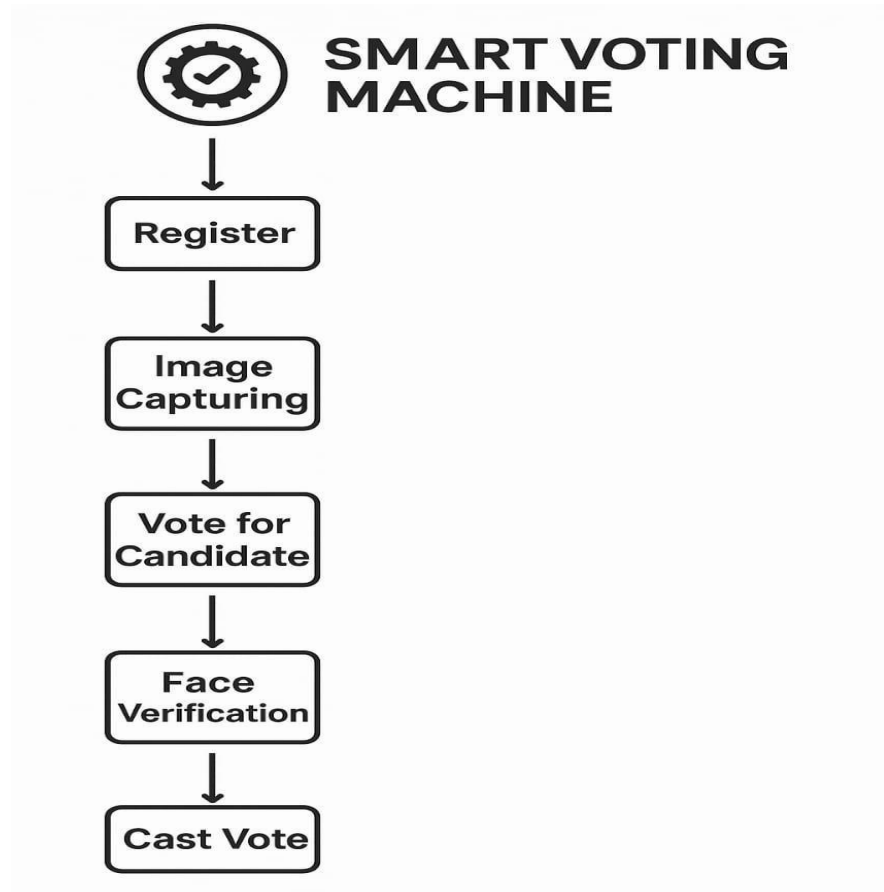 SMART VOTING
MACHINE
Register
Image
Capturing
Vote for
Candidate
Face
Verification
Cast Vote